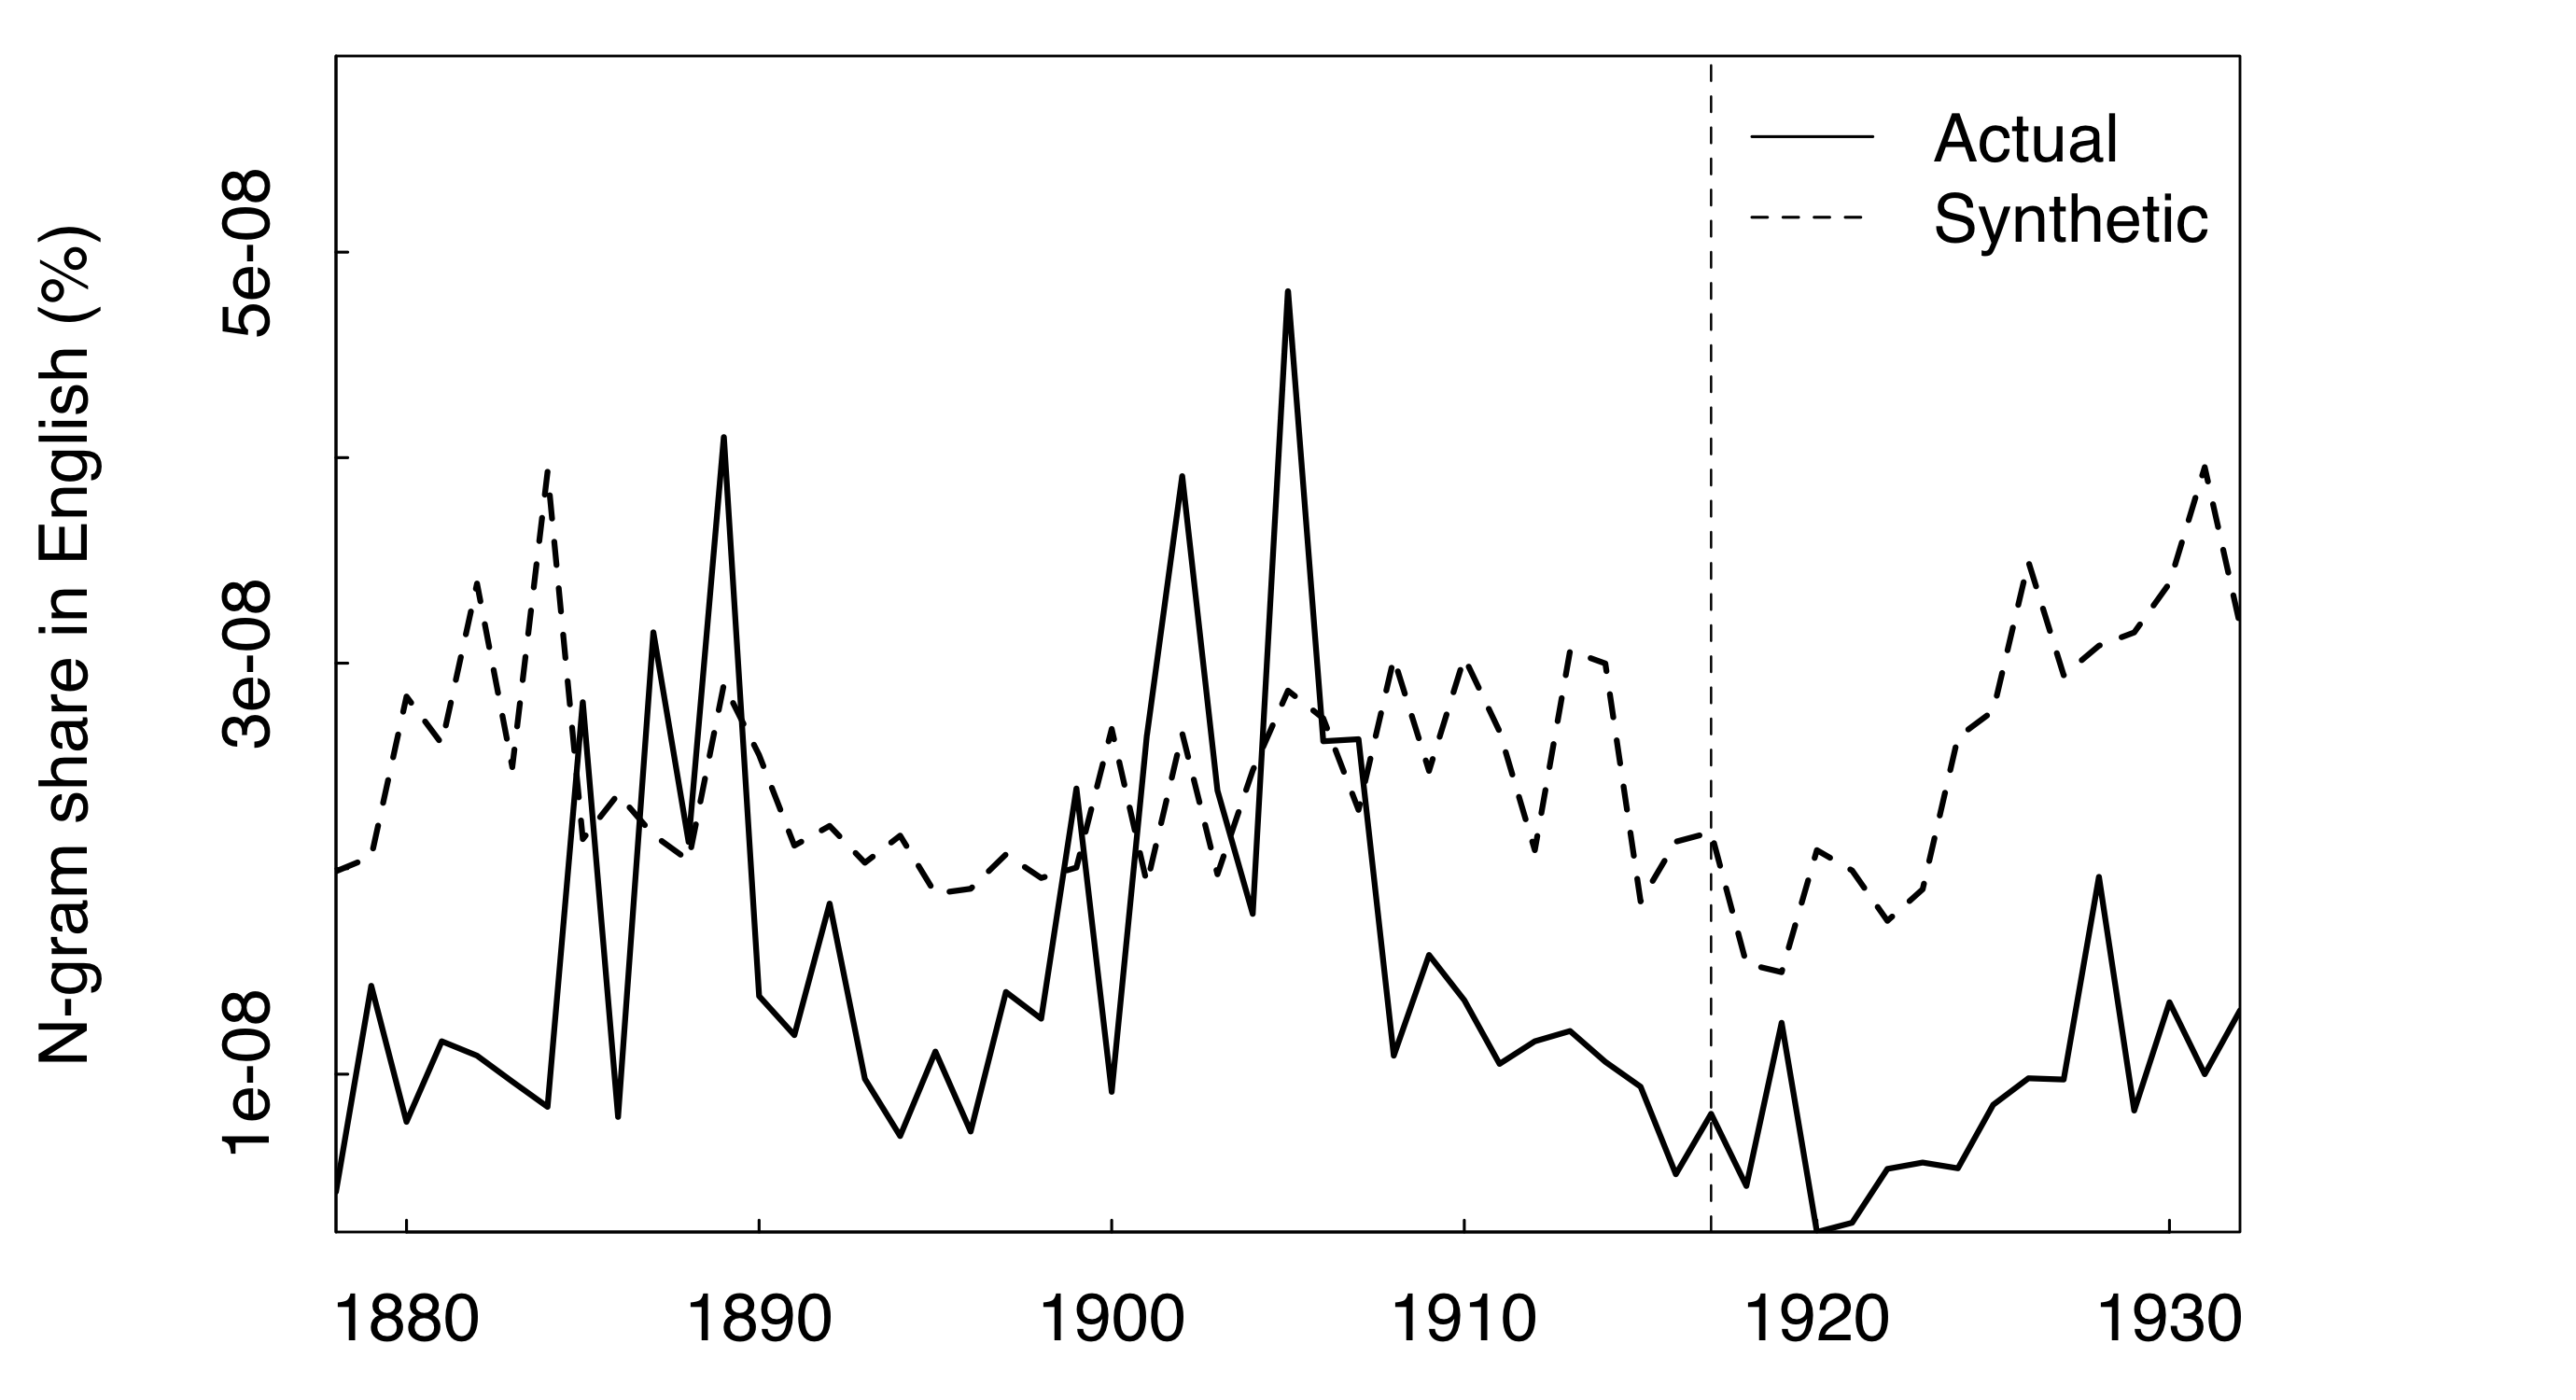 N-gram share in English (%)
5e-08
3e-08
1e-08
Actual
Synthetic
1880
1890
1900
1910
1920
1930